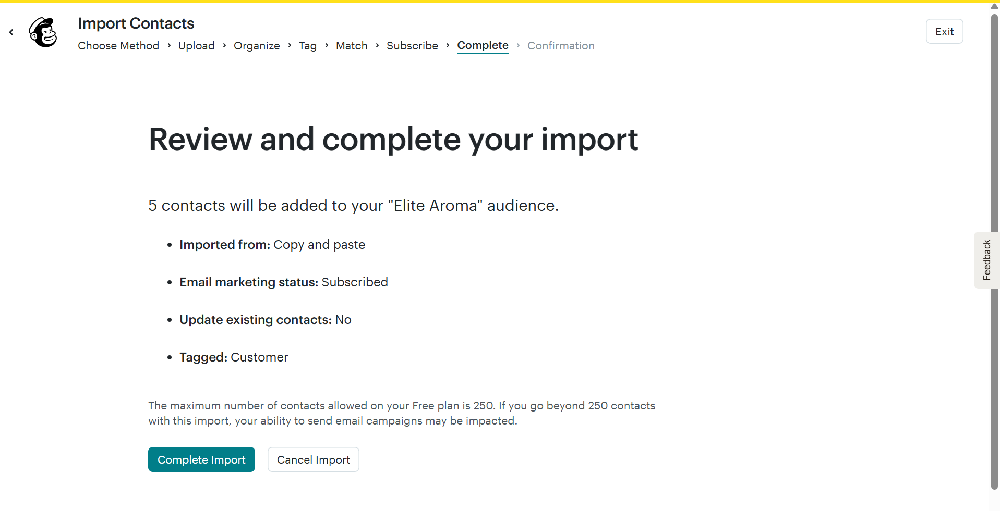 Import Contacts
Exit
Choose Method › Upload › Organize › Tag › Match › Subscribe › Complete › Confirmation
Review and complete your import
5 contacts will be added to your "Elite Aroma" audience.
• Imported from: Copy and paste
• Email marketing status: Subscribed
• Update existing contacts: No
• Tagged: Customer
The maximum number of contacts allowed on your Free plan is 250. If you go beyond 250 contacts
with this import, your ability to send email campaigns may be impacted.
Complete Import
Cancel Import
Feedback